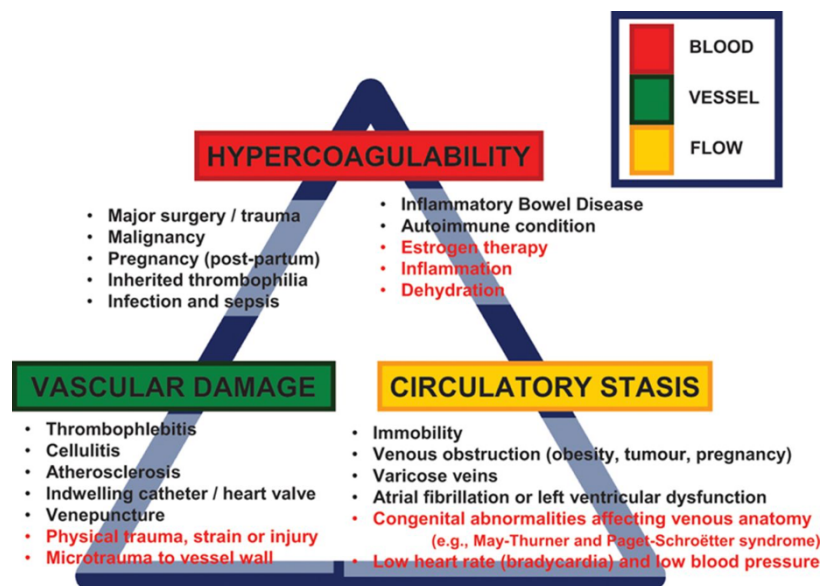 BLOOD
VESSEL
FLOW
HYPERCOAGULABILITY
• Major surgery / trauma
• Malignancy
• Pregnancy (post-partum)
• Inherited thrombophilia
• Infection and sepsis
• Inflammatory Bowel Disease
• Autoimmune condition
• Estrogen therapy
• Inflammation
• Dehydration
VASCULAR DAMAGE
• Thrombophlebitis
• Cellulitis
• Atherosclerosis
• Indwelling catheter / heart valve
• Venepuncture
• Physical trauma, strain or injury
• Microtrauma to vessel wall
CIRCULATORY STASIS
• Immobility
• Venous obstruction (obesity, tumour, pregnancy)
• Varicose veins
• Atrial fibrillation or left ventricular dysfunction
• Congenital abnormalities affecting venous anatomy
(e.g., May-Thurner and Paget-Schroëtter syndrome)
• Low heart rate (bradycardia) and low blood pressure